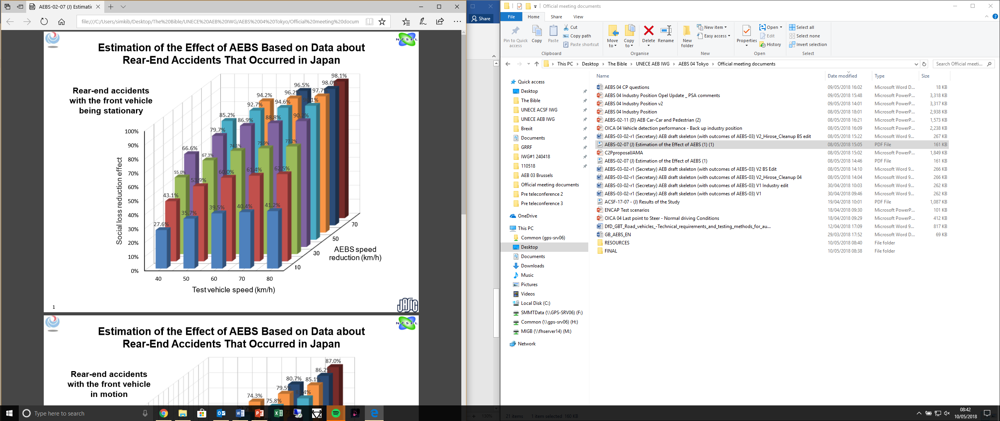 AEBS-02-07 (J) Estimatic
file:///C:/Users/simkib/Desktop/The%20Bible/UNECE%20AEB%20IWG/AEBS%2004%20Tokyo/Official%20meeting%20docum
NTSEL
Estimation of the Effect of AEBS Based on Data about
Rear-End Accidents That Occurred in Japan
Rear-end accidents
with the front vehicle
being stationary
98.1%
96.5% 98.0%
94.2% 96.2% 97.7%
92.7% 94.6%
85.2% 86.9% 88.8% 90.2%
79.7%
66.6% 67.3% 74.1% 75.9% 77.2%
55.0% 53.9% 60.0% 61.4% 62.5%
43.1%
27.6% 35.7% 39.5% 40.4% 41.2%
Social loss reduction effect
100%
90%
80%
70%
60%
50%
40%
30%
20%
10%
0%
70
50
30
10
AEBS speed
reduction (km/h)
40 50 60 70 80
Test vehicle speed (km/h)
1
JASIC
NTSEL
Estimation of the Effect of AEBS Based on Data about
Rear-End Accidents That Occurred in Japan
Rear-end accidents
with the front vehicle
in motion
87.0%
86.2%
80.7% 85.1%
79.5%
74.3% 75.8%
Share
130%
Official meeting documents
File Home Share View
Pin to Quick
access
Copy
Paste
Cut
Copy path
Paste shortcut
Clipboard
Move
to
Copy
to
Delete
Rename
Organise
New
folder
New item
Easy access
New
Properties
Open
Edit
History
Open
Select all
Select none
Invert selection
Select
This PC Desktop The Bible UNECE AEB IWG AEBS 04 Tokyo Official meeting documents
Search Official meeti...
Quick access
Desktop
The Bible
UNECE ACSF IWG
UNECE AEB IWG
Brexit
Documents
GRRF
IWG#1 240418
110518
AEB 03 Brussels
Official meeting documents
Pre teleconference 2
Pre teleconference 3
OneDrive
This PC
Common (gps-srv06)
Desktop
Documents
Downloads
Music
Pictures
Videos
Local Disk (C:)
SMMTData (\\GPS-SRV06) (F:)
Common (\\gps-srv06) (H:)
MIGB (\\fhserver14) (M:)
Network
Name Date modified Type Size
AEBS 04 CP questions 09/05/2018 16:02 Microsoft Word D... 18 KB
AEBS 04 Industry Position Opel Update _ PSA comments 09/05/2018 15:48 Microsoft PowerP... 3,318 KB
AEBS 04 Industry Position v2 09/05/2018 14:01 Microsoft PowerP... 3,317 KB
AEBS 04 Industry Position 08/05/2018 18:01 Microsoft PowerP... 2,938 KB
AEBS-02-11 (D) AEB Car-Car and Pedestrian (2) 08/05/2018 16:21 Microsoft PowerP... 1,573 KB
OICA 04 Vehicle detection performance - Back up industry position 08/05/2018 16:09 Microsoft PowerP... 2,238 KB
AEBS-03-02-r1 (Secretary) AEB draft skeleton (with outcomes of AEBS-03) V2_Hirose_Cleanup BS edit 08/05/2018 15:22 Microsoft Word 9... 267 KB
AEBS-02-07 (J) Estimation of the Effect of AEBS (1) (1) 08/05/2018 15:05 PDF File 161 KB
C2PproposalJAMA 08/05/2018 15:02 Microsoft PowerP... 1,849 KB
AEBS-02-07 (J) Estimation of the Effect of AEBS (1) 08/05/2018 14:46 PDF File 161 KB
AEBS-03-02-r1 (Secretary) AEB draft skeleton (with outcomes of AEBS-03) V2 BS Edit 08/05/2018 14:10 Microsoft Word 9... 266 KB
AEBS-03-02-r1 (Secretary) AEB draft skeleton (with outcomes of AEBS-03) V2_Hirose_Cleanup 04 08/05/2018 14:04 Microsoft Word 9... 266 KB
AEBS-03-02-r1 (Secretary) AEB draft skeleton (with outcomes of AEBS-03) V1 Industry edit 30/04/2018 10:03 Microsoft Word 9... 262 KB
AEBS-03-02-r1 (Secretary) AEB draft skeleton (with outcomes of AEBS-03) V1 30/04/2018 09:46 Microsoft Word 9... 262 KB
ACSF-17-07 - (J) Results of the Study 19/04/2018 10:01 PDF File 1,087 KB
ENCAP Test scenarios 18/04/2018 09:30 Microsoft PowerP... 101 KB
OICA 04 Last point to Steer - Normal driving Conditions 18/04/2018 09:29 Microsoft PowerP... 412 KB
DfD_GBT_Road_vehicles_-Technical_requirements_and_testing_methods_for_au... 12/04/2018 17:09 Microsoft Word 9... 817 KB
GB_AEBS_EN 29/03/2018 17:52 Microsoft Word D... 69 KB
RESOURCES 10/05/2018 08:40 File folder
FINAL 10/05/2018 08:38 File folder
21 items 1 item selected 160 KB
Type here to search
08:42
10/05/2018